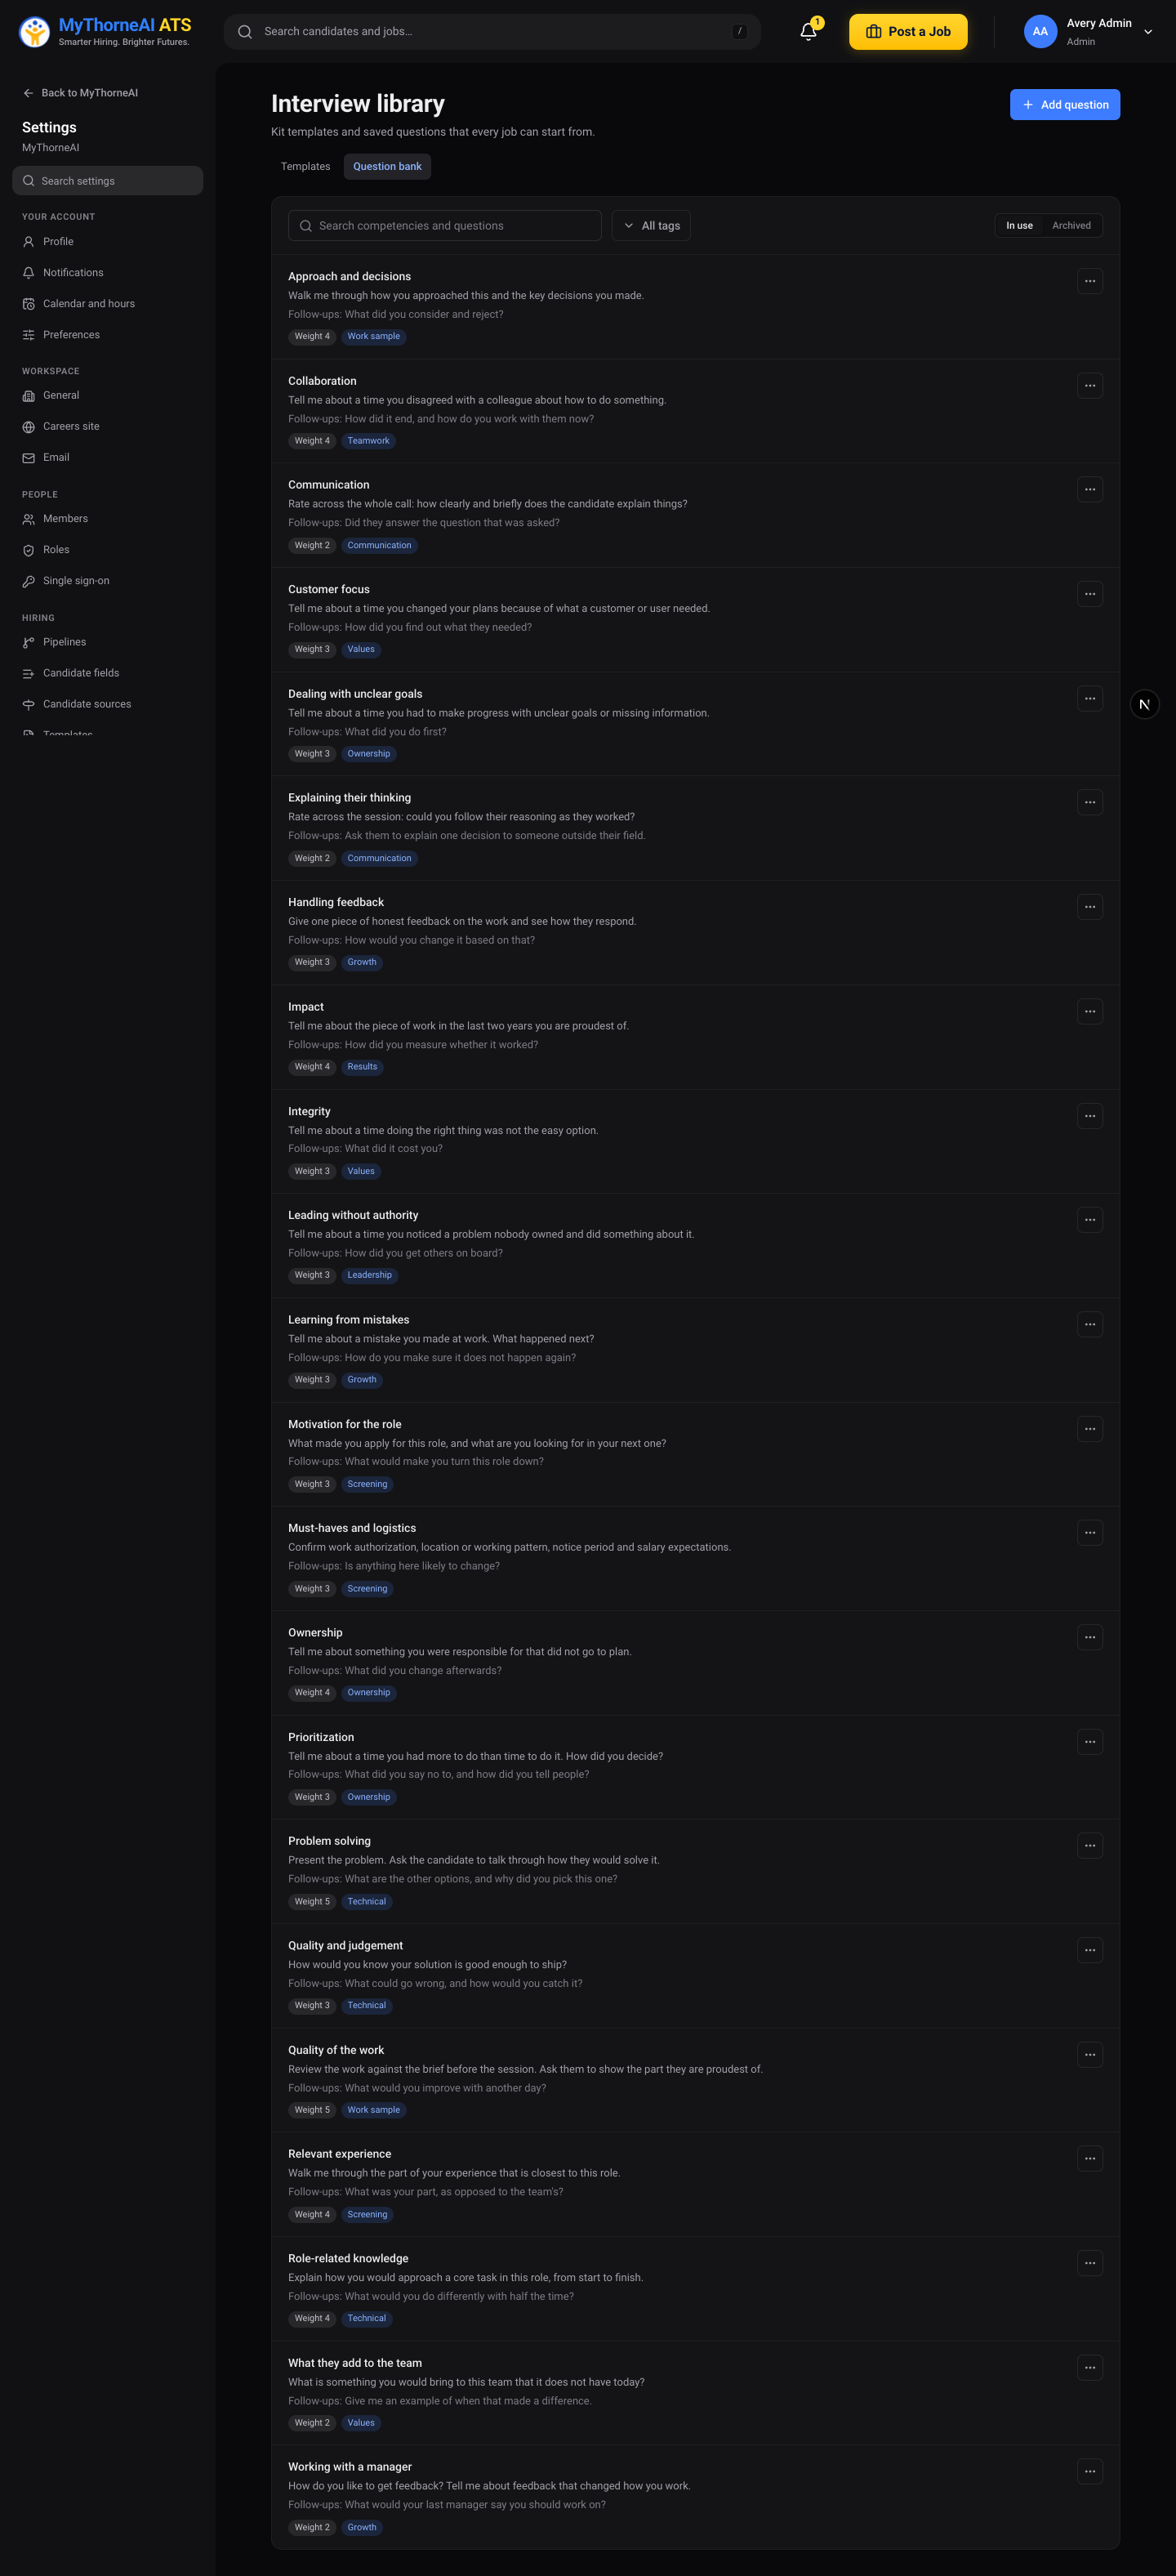 MyThorneAI ATS
Smarter Hiring. Brighter Futures.
Search candidates and jobs...
/
1
Post a Job
AA
Avery Admin
Admin
Back to MyThorneAI
Settings
MyThorneAI
Search settings
YOUR ACCOUNT
Profile
Notifications
Calendar and hours
Preferences
WORKSPACE
General
Careers site
Email
PEOPLE
Members
Roles
Single sign-on
HIRING
Pipelines
Candidate fields
Candidate sources
Templates
Interview library
Add question
Kit templates and saved questions that every job can start from.
Templates
Question bank
Search competencies and questions
All tags
In use
Archived
Approach and decisions
Walk me through how you approached this and the key decisions you made.
Follow-ups: What did you consider and reject?
Weight 4 Work sample
Collaboration
Tell me about a time you disagreed with a colleague about how to do something.
Follow-ups: How did it end, and how do you work with them now?
Weight 4 Teamwork
Communication
Rate across the whole call: how clearly and briefly does the candidate explain things?
Follow-ups: Did they answer the question that was asked?
Weight 2 Communication
Customer focus
Tell me about a time you changed your plans because of what a customer or user needed.
Follow-ups: How did you find out what they needed?
Weight 3 Values
Dealing with unclear goals
Tell me about a time you had to make progress with unclear goals or missing information.
Follow-ups: What did you do first?
Weight 3 Ownership
Explaining their thinking
Rate across the session: could you follow their reasoning as they worked?
Follow-ups: Ask them to explain one decision to someone outside their field.
Weight 2 Communication
Handling feedback
Give one piece of honest feedback on the work and see how they respond.
Follow-ups: How would you change it based on that?
Weight 3 Growth
Impact
Tell me about the piece of work in the last two years you are proudest of.
Follow-ups: How did you measure whether it worked?
Weight 4 Results
Integrity
Tell me about a time doing the right thing was not the easy option.
Follow-ups: What did it cost you?
Weight 3 Values
Leading without authority
Tell me about a time you noticed a problem nobody owned and did something about it.
Follow-ups: How did you get others on board?
Weight 3 Leadership
Learning from mistakes
Tell me about a mistake you made at work. What happened next?
Follow-ups: How do you make sure it does not happen again?
Weight 3 Growth
Motivation for the role
What made you apply for this role, and what are you looking for in your next one?
Follow-ups: What would make you turn this role down?
Weight 3 Screening
Must-haves and logistics
Confirm work authorization, location or working pattern, notice period and salary expectations.
Follow-ups: Is anything here likely to change?
Weight 3 Screening
Ownership
Tell me about something you were responsible for that did not go to plan.
Follow-ups: What did you change afterwards?
Weight 4 Ownership
Prioritization
Tell me about a time you had more to do than time to do it. How did you decide?
Follow-ups: What did you say no to, and how did you tell people?
Weight 3 Ownership
Problem solving
Present the problem. Ask the candidate to talk through how they would solve it.
Follow-ups: What are the other options, and why did you pick this one?
Weight 5 Technical
Quality and judgement
How would you know your solution is good enough to ship?
Follow-ups: What could go wrong, and how would you catch it?
Weight 3 Technical
Quality of the work
Review the work against the brief before the session. Ask them to show the part they are proudest of.
Follow-ups: What would you improve with another day?
Weight 5 Work sample
Relevant experience
Walk me through the part of your experience that is closest to this role.
Follow-ups: What was your part, as opposed to the team's?
Weight 4 Screening
Role-related knowledge
Explain how you would approach a core task in this role, from start to finish.
Follow-ups: What would you do differently with half the time?
Weight 4 Technical
What they add to the team
What is something you would bring to this team that it does not have today?
Follow-ups: Give me an example of when that made a difference.
Weight 2 Values
Working with a manager
How do you like to get feedback? Tell me about feedback that changed how you work.
Follow-ups: What would your last manager say you should work on?
Weight 2 Growth
N